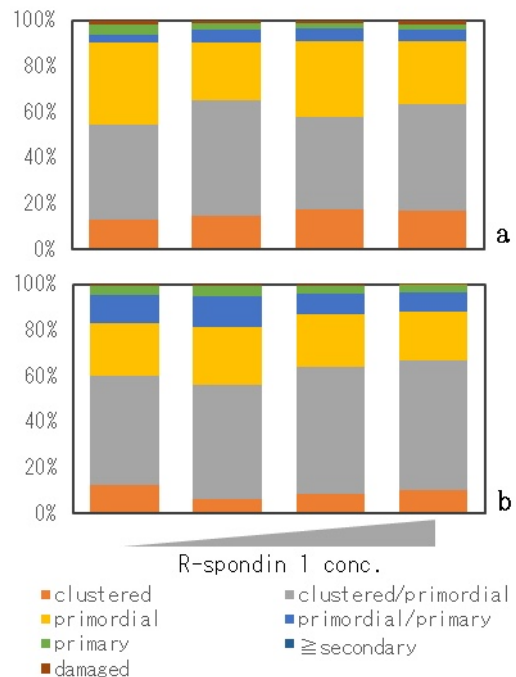 100%
80%
60%
40%
20%
0%
a
100%
80%
60%
40%
20%
0%
b
R-spondin 1 conc.
clustered
clustered/primordial
primordial
primordial/primary
primary
≧secondary
damaged